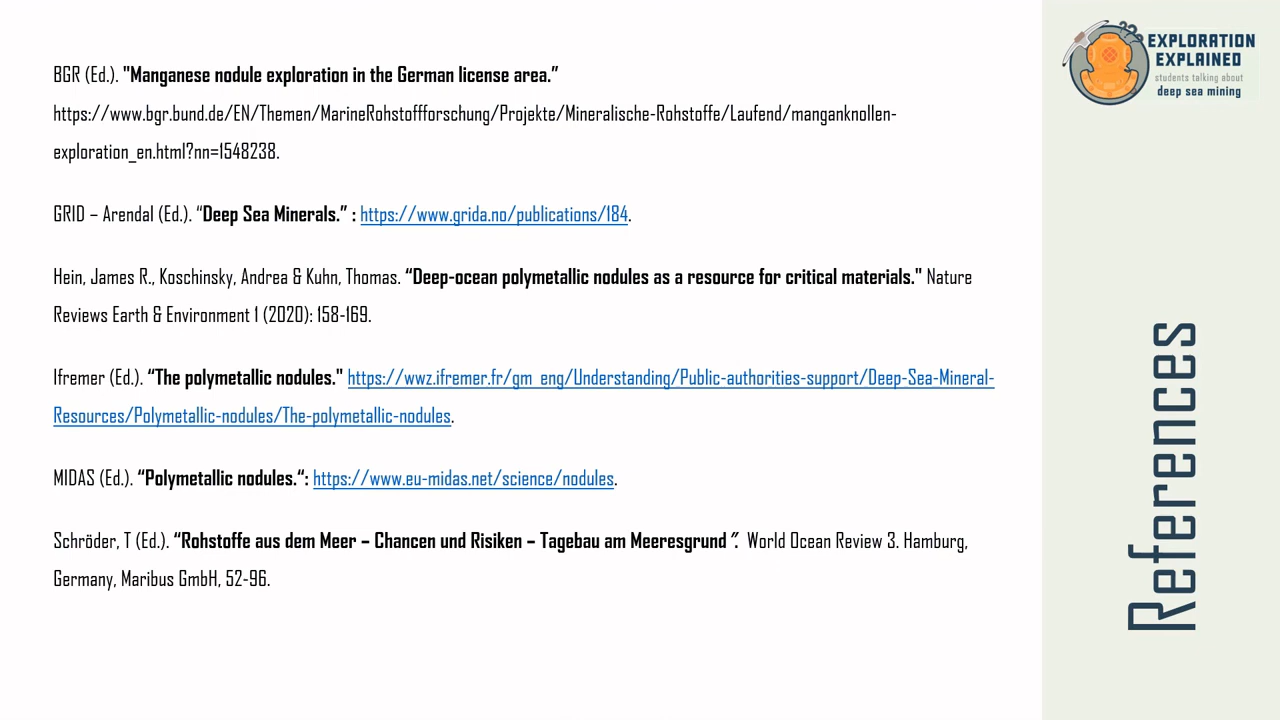 BGR (Ed.). "Manganese nodule exploration in the German license area.”
https://www.bgr.bund.de/EN/Themen/MarineRohstoffforschung/Projekte/Mineralische-Rohstoffe/Laufend/manganknollen-
exploration_en.html?nn=1548238.
GRID – Arendal (Ed.). “Deep Sea Minerals.” : https://www.grida.no/publications/184.
Hein, James R., Koschinsky, Andrea & Kuhn, Thomas. “Deep-ocean polymetallic nodules as a resource for critical materials." Nature
Reviews Earth & Environment 1 (2020): 158-169.
Ifremer (Ed.). “The polymetallic nodules." https://wwz.ifremer.fr/gm_eng/Understanding/Public-authorities-support/Deep-Sea-Mineral-
Resources/Polymetallic-nodules/The-polymetallic-nodules.
MIDAS (Ed.). “Polymetallic nodules.“: https://www.eu-midas.net/science/nodules.
Schröder, T (Ed.). “Rohstoffe aus dem Meer – Chancen und Risiken – Tagebau am Meeresgrund ”. World Ocean Review 3. Hamburg,
Germany, Maribus GmbH, 52-96.
EXPLORATION
EXPLAINED
students talking about
deep sea mining
References